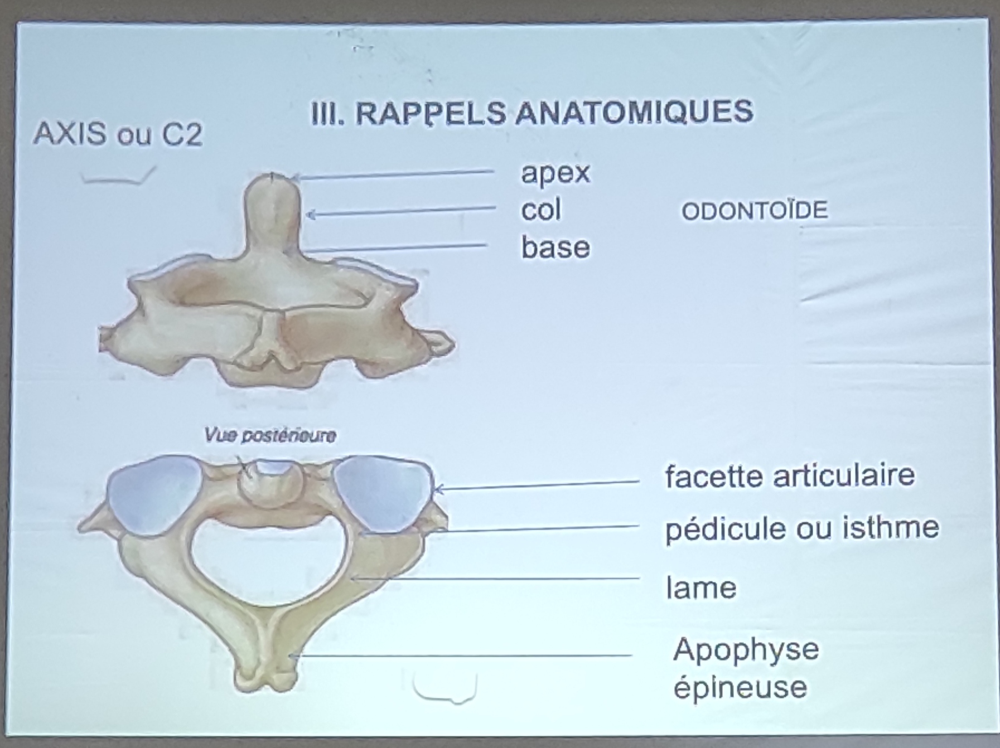 III. RAPPELS ANATOMIQUES
AXIS ou C2
apex
col
ODONTOÏDE
base
Vue postérieure
facette articulaire
pédicule ou isthme
lame
Apophyse
épineuse